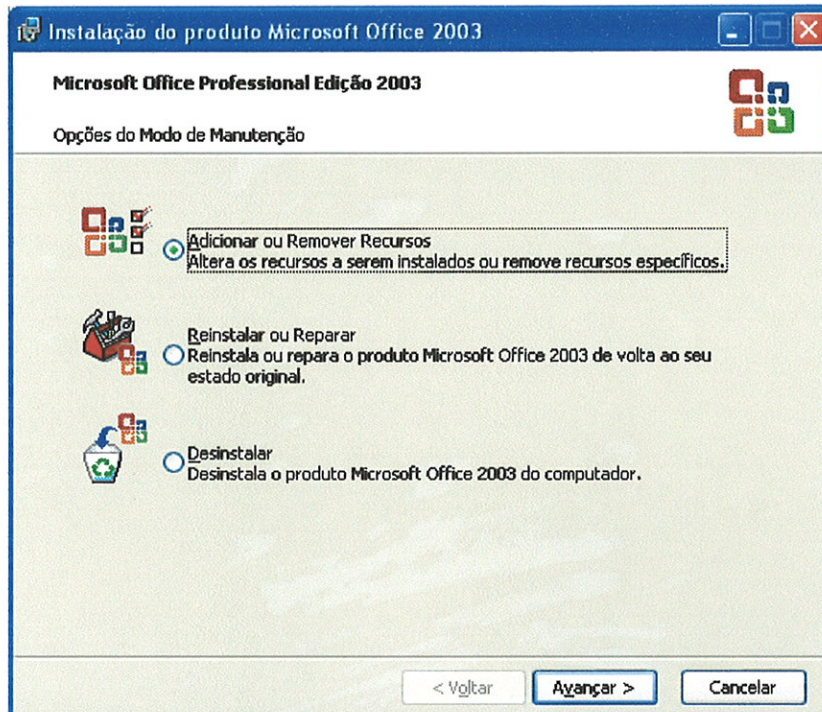 Instalação do produto Microsoft Office 2003
Microsoft Office Professional Edição 2003
Opções do Modo de Manutenção
Adicionar ou Remover Recursos
Altera os recursos a serem instalados ou remove recursos específicos.
Reinstalar ou Reparar
Reinstala ou repara o produto Microsoft Office 2003 de volta ao seu
estado original.
Desinstalar
Desinstala o produto Microsoft Office 2003 do computador.
< Voltar
Avançar >
Cancelar